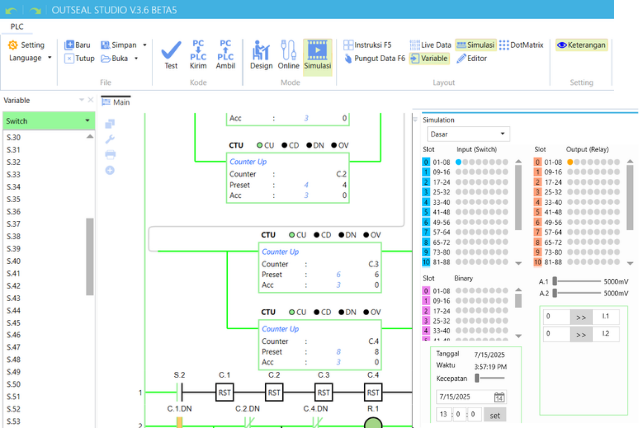 OUTSEAL STUDIO V.3.6 BETA5
PLC
Setting
Language
Baru
Simpan
Tutup
Buka
File
Test
PLC Kirim
PC
PLC
PC Ambil
Kode
Design
Online
Simulasi
Mode
Instruksi F5
Live Data
Simulasi
DotMatrix
Pungut Data F6
Variable
Editor
Layout
Keterangan
Setting
Variable
Main
Switch
S.30
S.31
S.32
S.33
S.34
S.35
S.36
S.37
S.38
S.39
S.40
S.41
S.42
S.43
S.44
S.45
S.46
S.47
S.48
S.49
S.50
S.51
S.52
S.53
Acc : 3 0
CTU CU CD DN OV
Counter Up
Counter : C.2
Preset : 4 4
Acc : 3 0
CTU CU CD DN OV
Counter Up
Counter : C.3
Preset : 6 6
Acc : 3 0
CTU CU CD DN OV
Counter Up
Counter : C.4
Preset : 8 8
Acc : 3 0
S.2 C.1 C.2 C.3 C.4
1 RST RST RST RST
C.1.DN C.2.DN C.4.DN R.1
2
Simulation
Dasar
Slot Input (Switch) Slot Output (Relay)
0 01-08 0 01-08
1 09-16 1 09-16
2 17-24 2 17-24
3 25-32 3 25-32
4 33-40 4 33-40
5 41-48 5 41-48
6 49-56 6 49-56
7 57-64 7 57-64
8 65-72 8 65-72
9 73-80 9 73-80
10 81-88 10 81-88
Slot Binary
0 01-08
1 09-16
2 17-24
3 25-32
4 33-40
A.1 5000mV
A.2 5000mV
0 >> I.1
0 >> I.2
Tanggal 7/15/2025
Waktu 3:57:19 PM
Kecepatan
7/15/2025
13 : 0 : 0 set